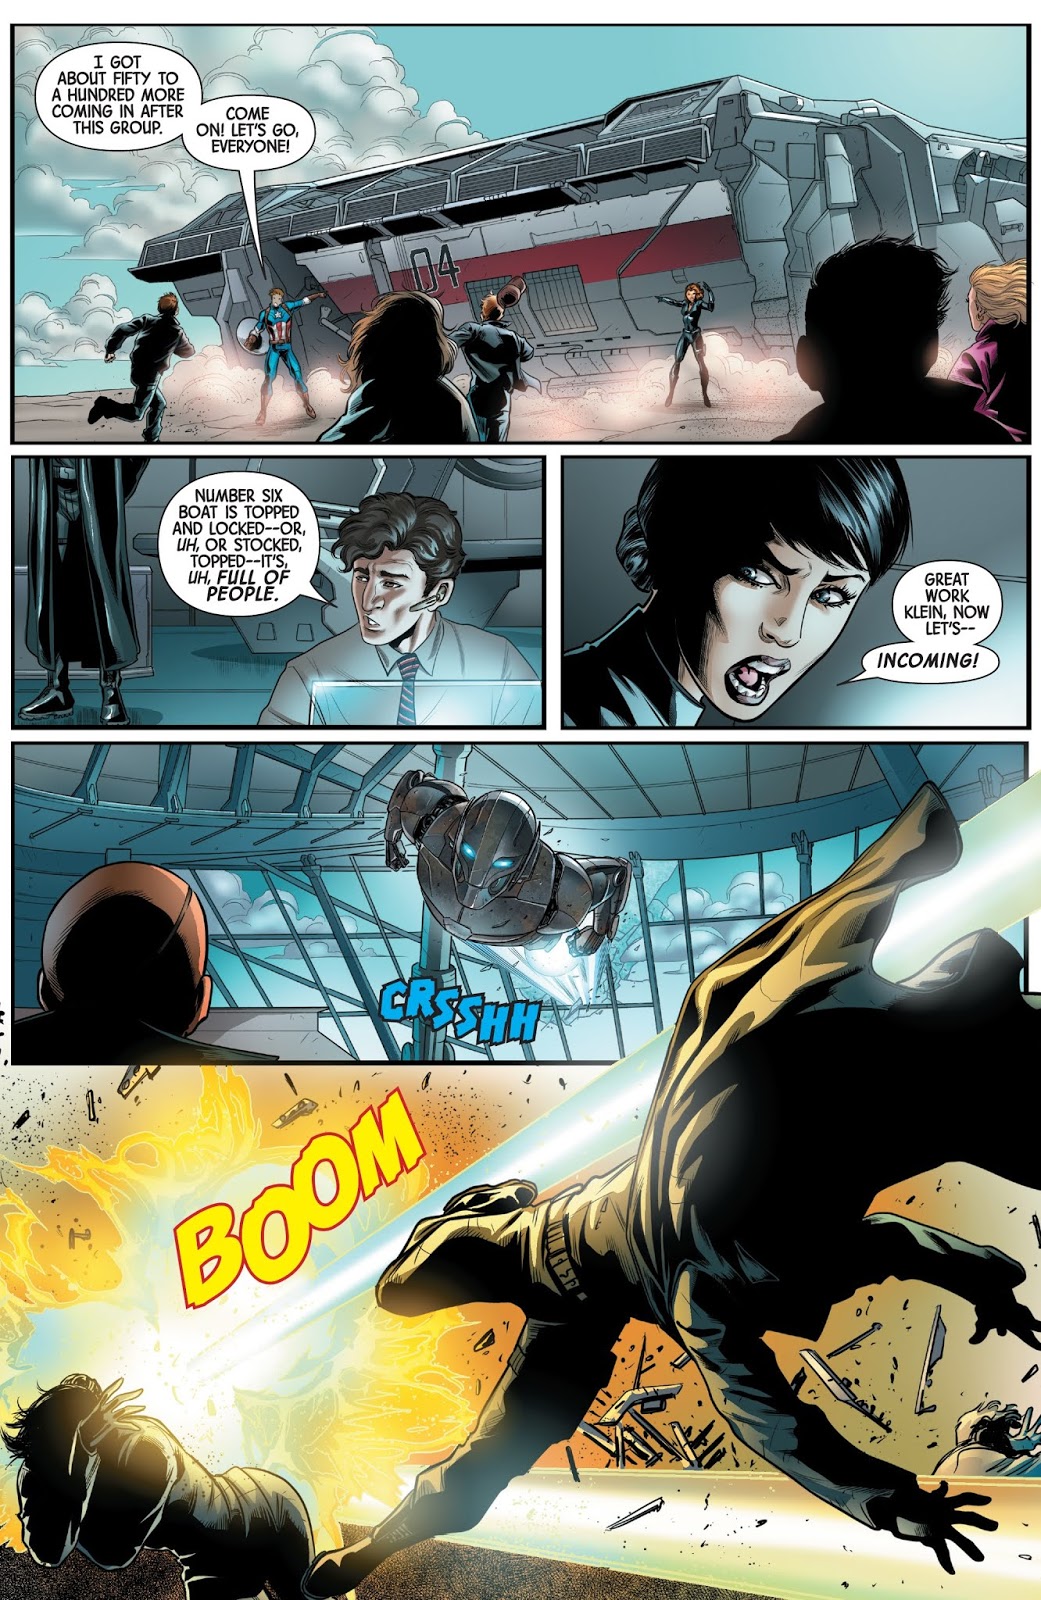 I GOT
ABOUT FIFTY TO
A HUNDRED MORE
COMING IN AFTER
THIS GROUP.
COME
ON! LET'S GO,
EVERYONE!
04
NUMBER SIX
BOAT IS TOPPED
AND LOCKED--OR,
UH, OR STOCKED,
TOPPED--IT'S,
UH, FULL OF
PEOPLE.
GREAT
WORK
KLEIN, NOW
LET'S--
INCOMING!
CRSSHH
BOOM